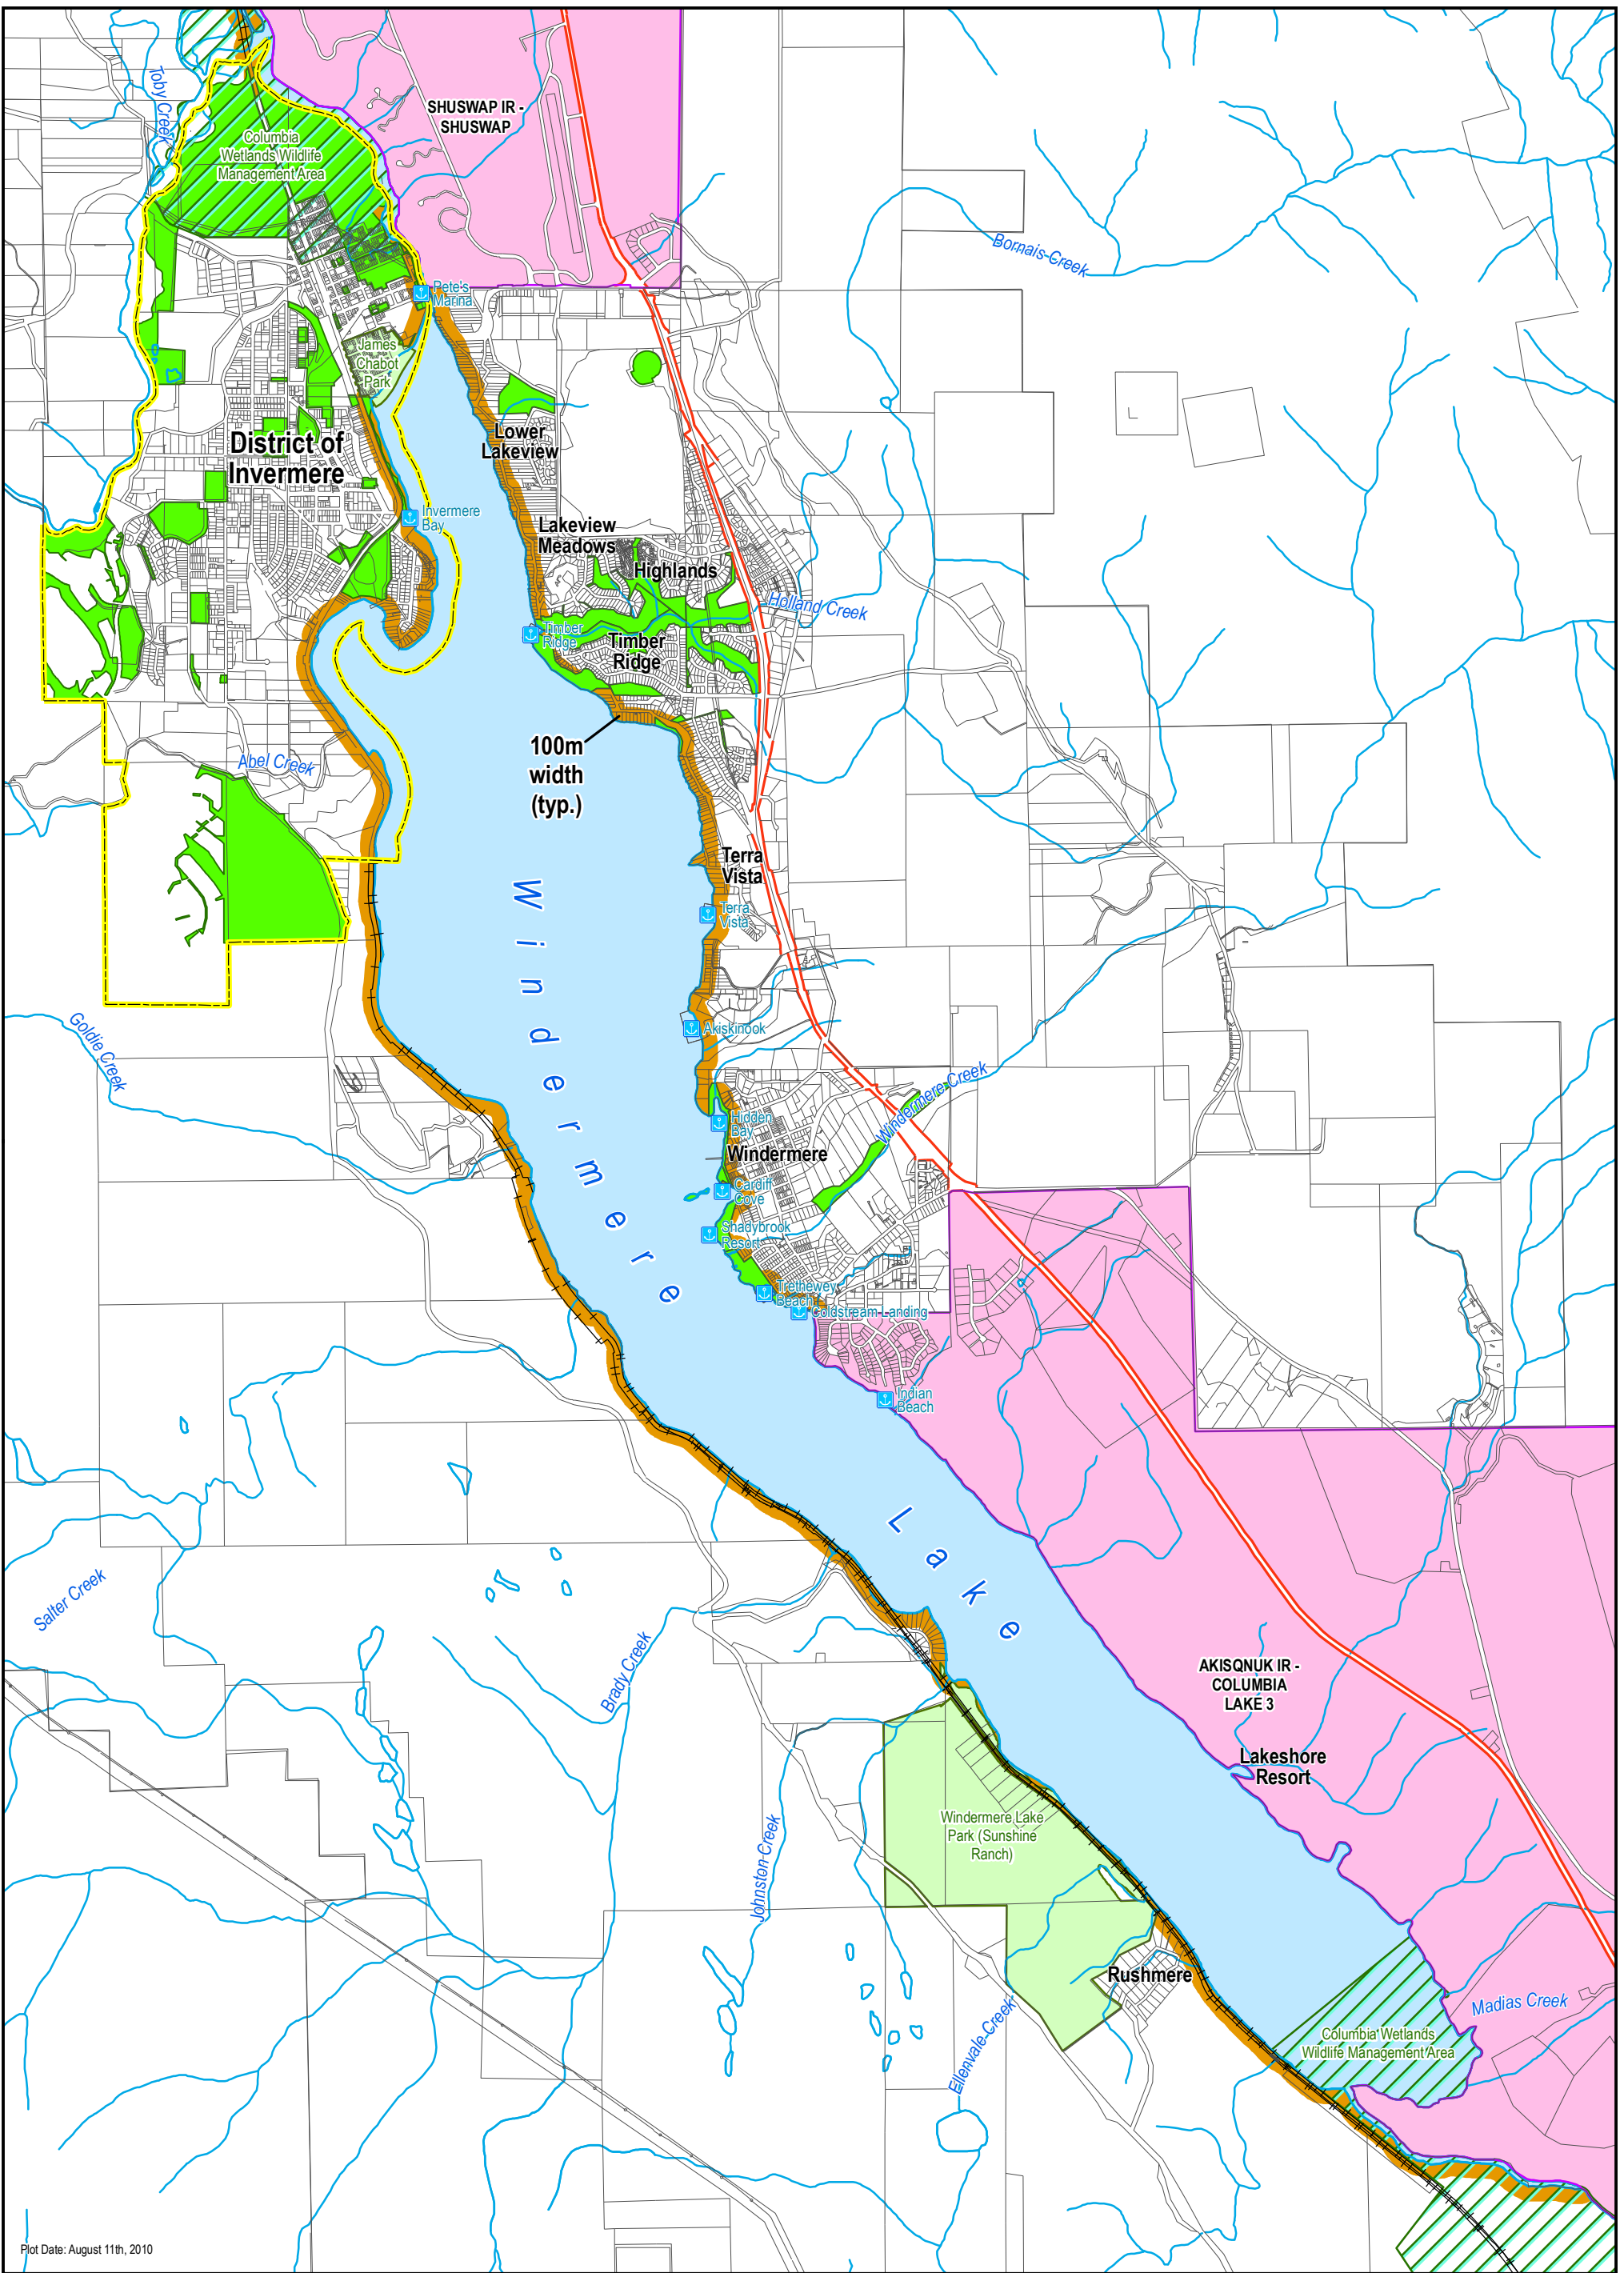 Toby Creek
SHUSWAP IR -
SHUSWAP
Columbia
Wetlands Wildlife
Management Area
Bornais Creek
Pete's
Marina
James
Chabot
Park
District of
Invermere
Lower
Lakeview
Invermere
Bay
Lakeview
Meadows
Highlands
Holland Creek
Timber
Ridge
Timber
Ridge
100m
width
(typ.)
Abel Creek
Terra
Vista
Terra
Vista
Windermere
Akiskinook
Goldie Creek
Windermere Creek
Hidden
Bay
Windermere
Cardiff
Cove
Shadybrook
Resort
Trethewey
Beach
Coldstream Landing
Indian
Beach
Lake
Salter Creek
Brady Creek
AKISQNUK IR -
COLUMBIA
LAKE 3
Lakeshore
Resort
Windermere Lake
Park (Sunshine
Ranch)
Johnston Creek
Rushmere
Madias Creek
Ellenvale Creek
Columbia Wetlands
Wildlife Management Area
Plot Date: August 11th, 2010